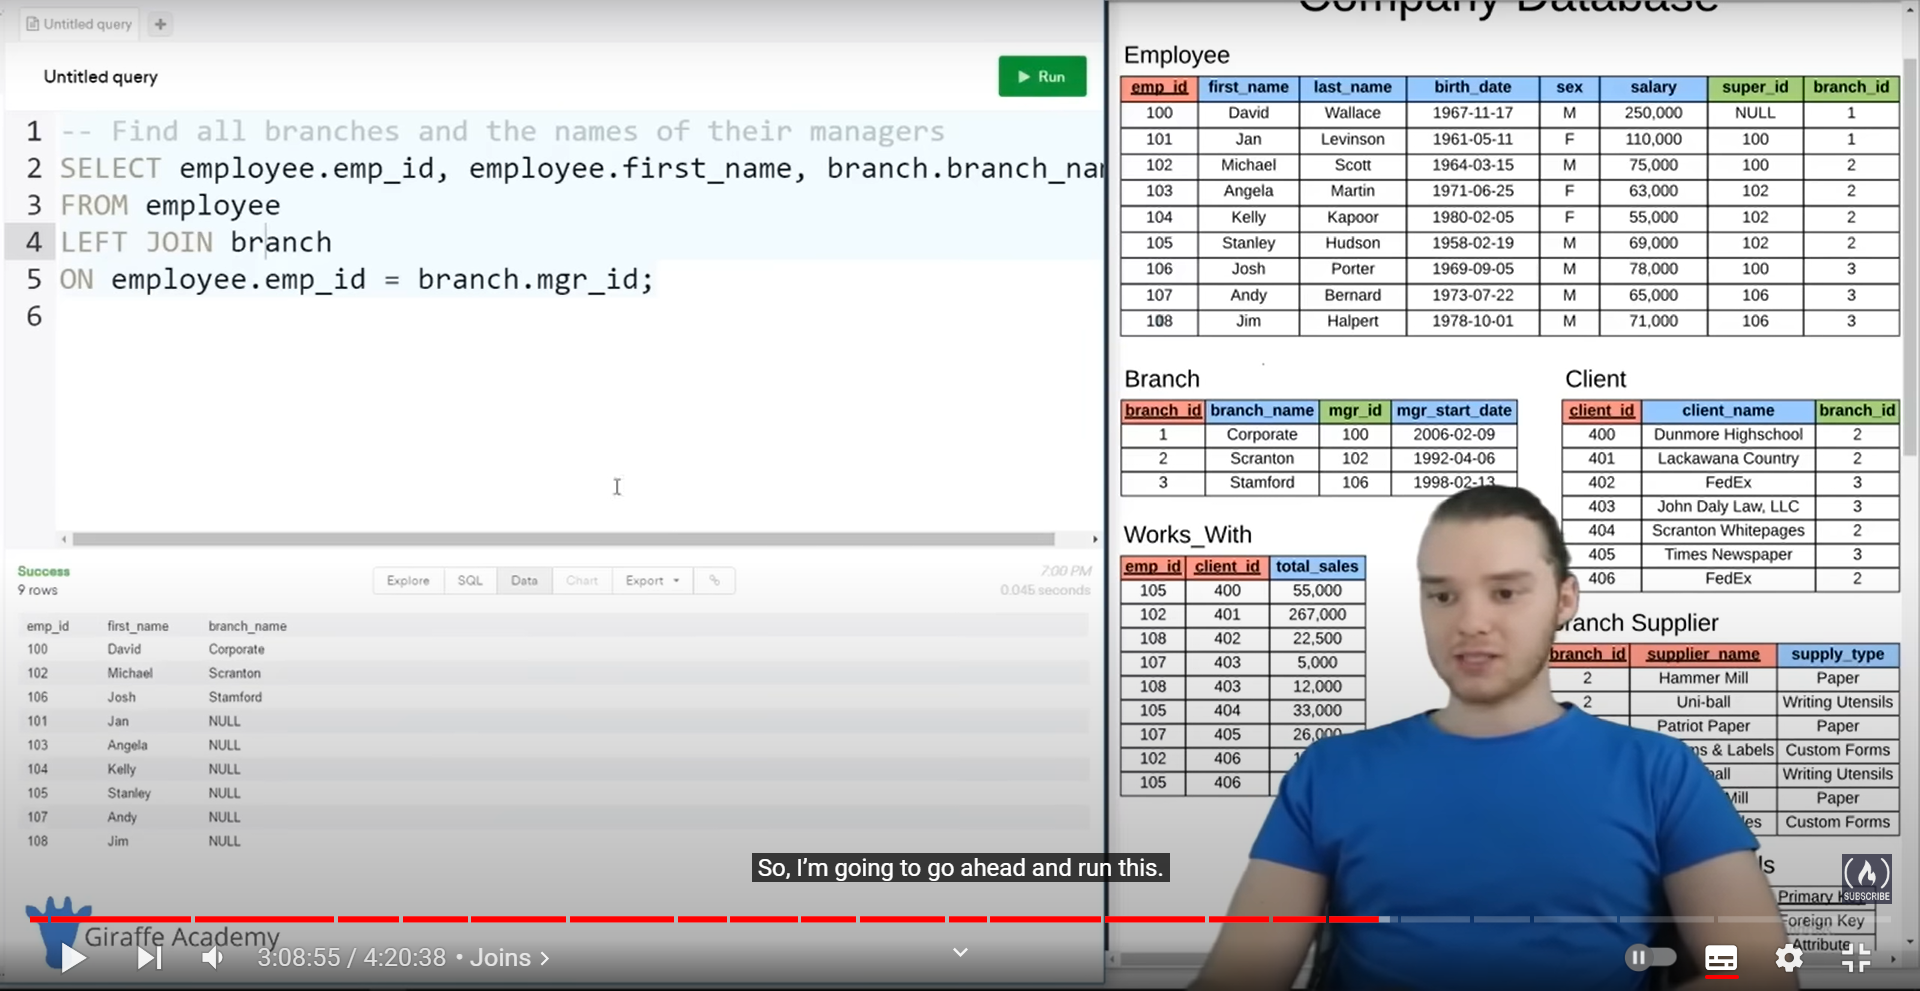 Untitled query
Untitled query
Run
1 -- Find all branches and the names of their managers
2 SELECT employee.emp_id, employee.first_name, branch.branch_na
3 FROM employee
4 LEFT JOIN branch
5 ON employee.emp_id = branch.mgr_id;
6
Success
9 rows
Explore SQL Data Chart Export
7:00 PM
0.045 seconds
emp_id first_name branch_name
100 David Corporate
102 Michael Scranton
106 Josh Stamford
101 Jan NULL
103 Angela NULL
104 Kelly NULL
105 Stanley NULL
107 Andy NULL
108 Jim NULL
Company Database
Employee
emp_id first_name last_name birth_date sex salary super_id branch_id
100 David Wallace 1967-11-17 M 250,000 NULL 1
101 Jan Levinson 1961-05-11 F 110,000 100 1
102 Michael Scott 1964-03-15 M 75,000 100 2
103 Angela Martin 1971-06-25 F 63,000 102 2
104 Kelly Kapoor 1980-02-05 F 55,000 102 2
105 Stanley Hudson 1958-02-19 M 69,000 102 2
106 Josh Porter 1969-09-05 M 78,000 100 3
107 Andy Bernard 1973-07-22 M 65,000 106 3
108 Jim Halpert 1978-10-01 M 71,000 106 3
Branch
branch_id branch_name mgr_id mgr_start_date
1 Corporate 100 2006-02-09
2 Scranton 102 1992-04-06
3 Stamford 106 1998-02-13
Client
client_id client_name branch_id
400 Dunmore Highschool 2
401 Lackawana Country 2
402 FedEx 3
403 John Daly Law, LLC 3
404 Scranton Whitepages 2
405 Times Newspaper 3
406 FedEx 2
Works_With
emp_id client_id total_sales
105 400 55,000
102 401 267,000
108 402 22,500
107 403 5,000
108 403 12,000
105 404 33,000
107 405 26,000
102 406 1
105 406
ranch Supplier
branch_id supplier_name supply_type
2 Hammer Mill Paper
2 Uni-ball Writing Utensils
Patriot Paper Paper
ms & Labels Custom Forms
ball Writing Utensils
Mill Paper
les Custom Forms
ls
Primary K
Foreign Key
Attribute
SUBSCRIBE
So, I'm going to go ahead and run this.
Giraffe Academy
3:08:55 / 4:20:38 • Joins